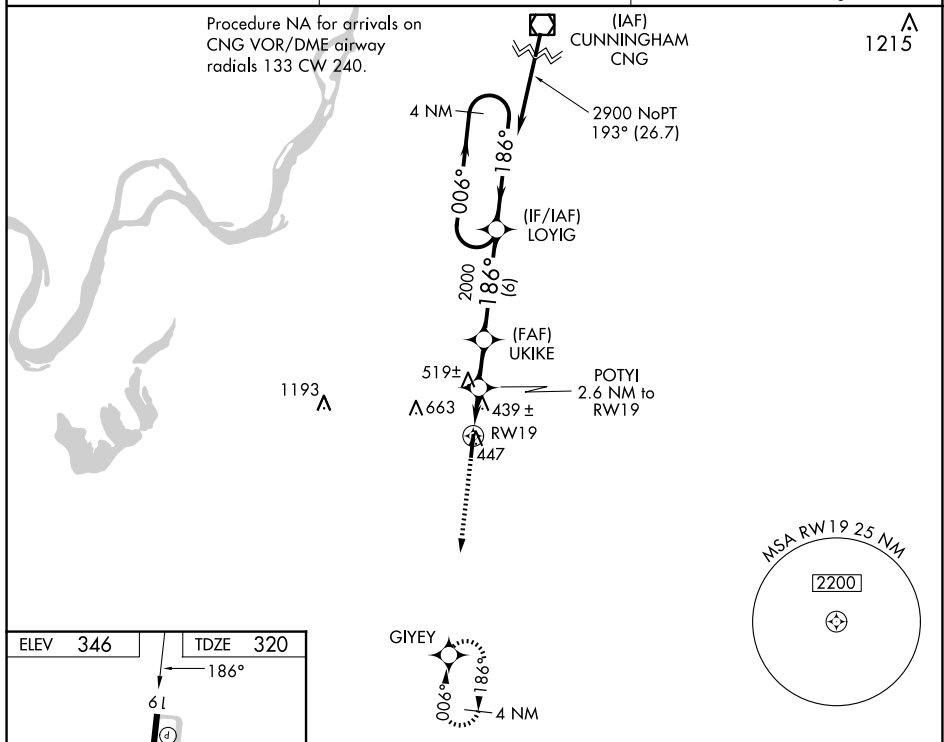 Procedure NA for arrivals on
CNG VOR/DME airway
radials 133 CW 240.
(IAF)
CUNNINGHAM
CNG
1215
4 NM
2900 NoPT
193° (26.7)
006°
186°
(IF/IAF)
LOYIG
2000
186°
(6)
(FAF)
UKIKE
519±
POTYI
2.6 NM to
RW19
1193
663
439 ±
RW19
447
MSA RW19 25 NM
2200
GIYEY
006°
186°
4 NM
ELEV 346
TDZE 320
186°
19
P